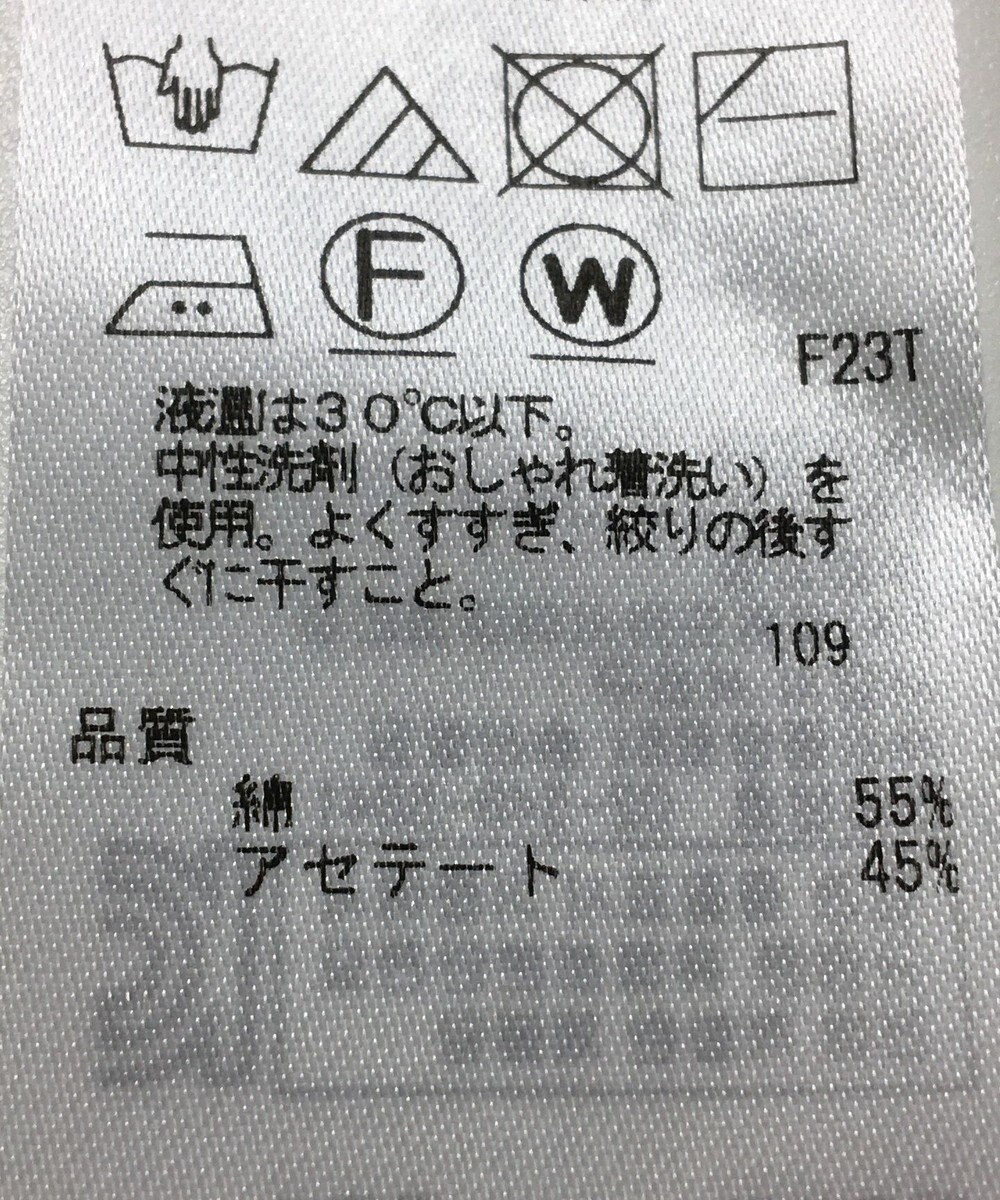 F
W
F23T
液温は30℃以下。
中性洗剤（おしゃれ着洗い）を
使用。よくすすぎ、絞りの後す
ぐに干すこと。
109
品質
綿 55%
アセテート 45%